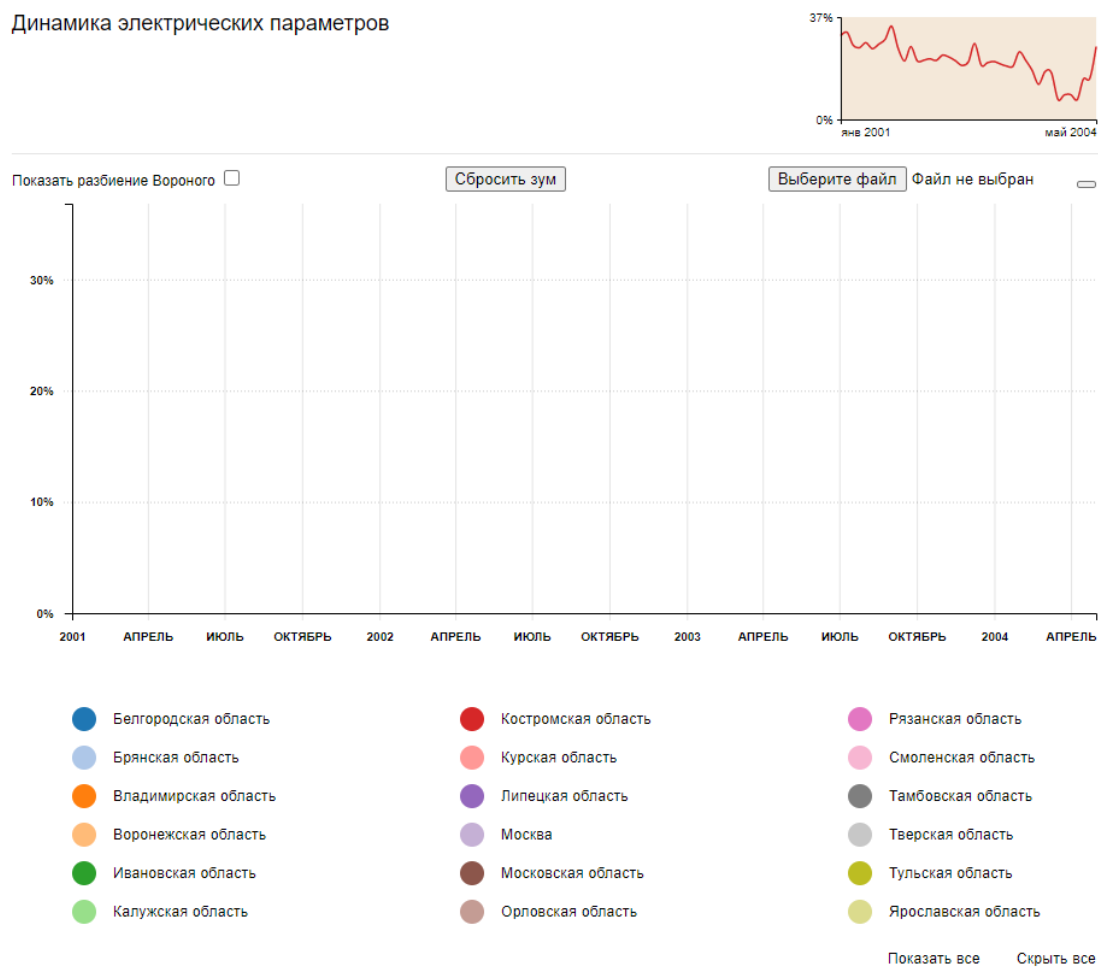 Динамика электрических параметров
37%
0%
янв 2001 май 2004
Показать разбиение Вороного Сбросить зум Выберите файл Файл не выбран
30%
20%
10%
0%
2001 АПРЕЛЬ ИЮЛЬ ОКТЯБРЬ 2002 АПРЕЛЬ ИЮЛЬ ОКТЯБРЬ 2003 АПРЕЛЬ ИЮЛЬ ОКТЯБРЬ 2004 АПРЕЛЬ
Белгородская область Костромская область Рязанская область
Брянская область Курская область Смоленская область
Владимирская область Липецкая область Тамбовская область
Воронежская область Москва Тверская область
Ивановская область Московская область Тульская область
Калужская область Орловская область Ярославская область
Показать все Скрыть все